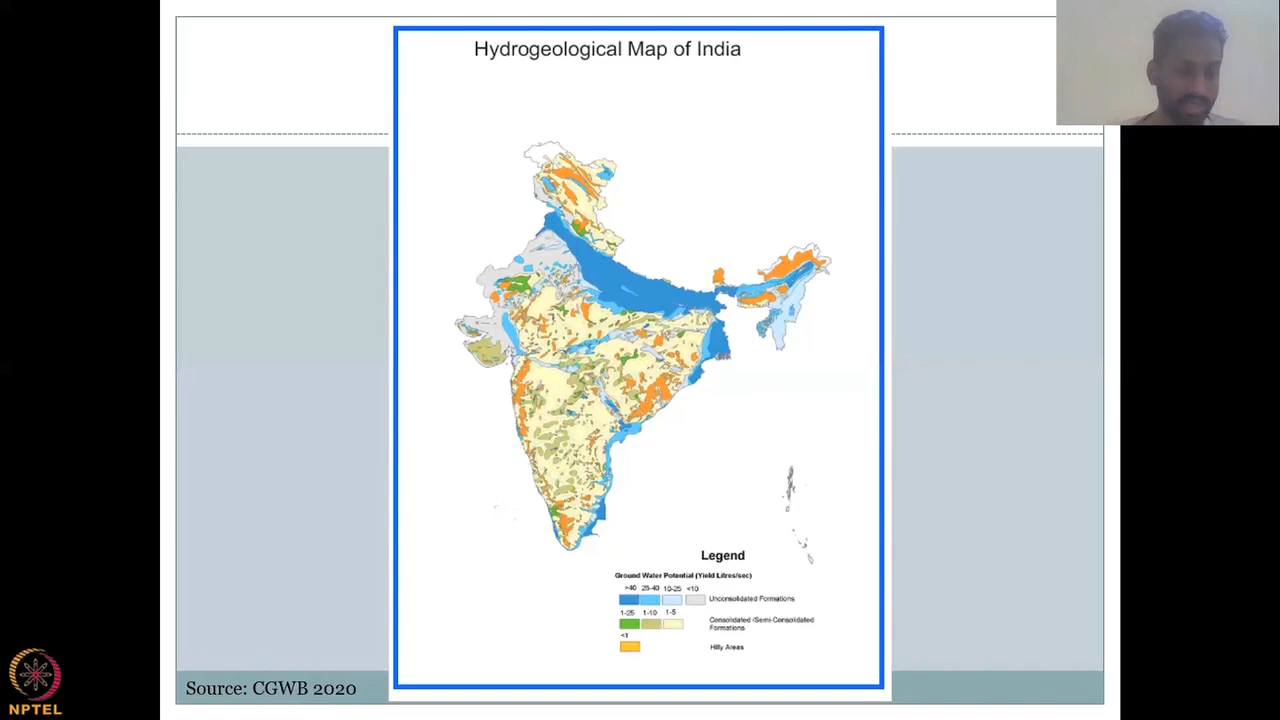 Hydrogeological Map of India
Legend
Ground Water Potential (Yield Litres/sec)
>40 25-40 10-25 <10
Unconsolidated Formations
1-25 1-10 1-5
Consolidated /Semi-Consolidated
Formations
<1
Hilly Areas
Source: CGWB 2020
NPTEL